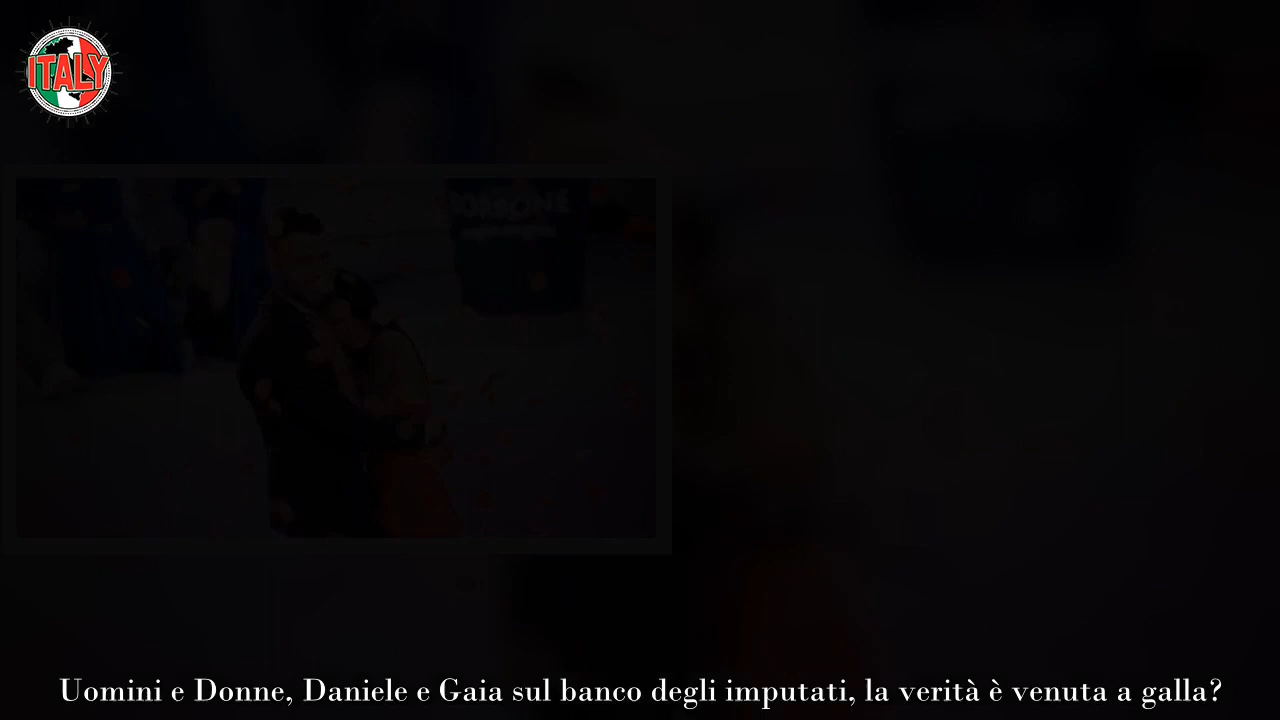 ITALY
Uomini e Donne, Daniele e Gaia sul banco degli imputati, la verità è venuta a galla?